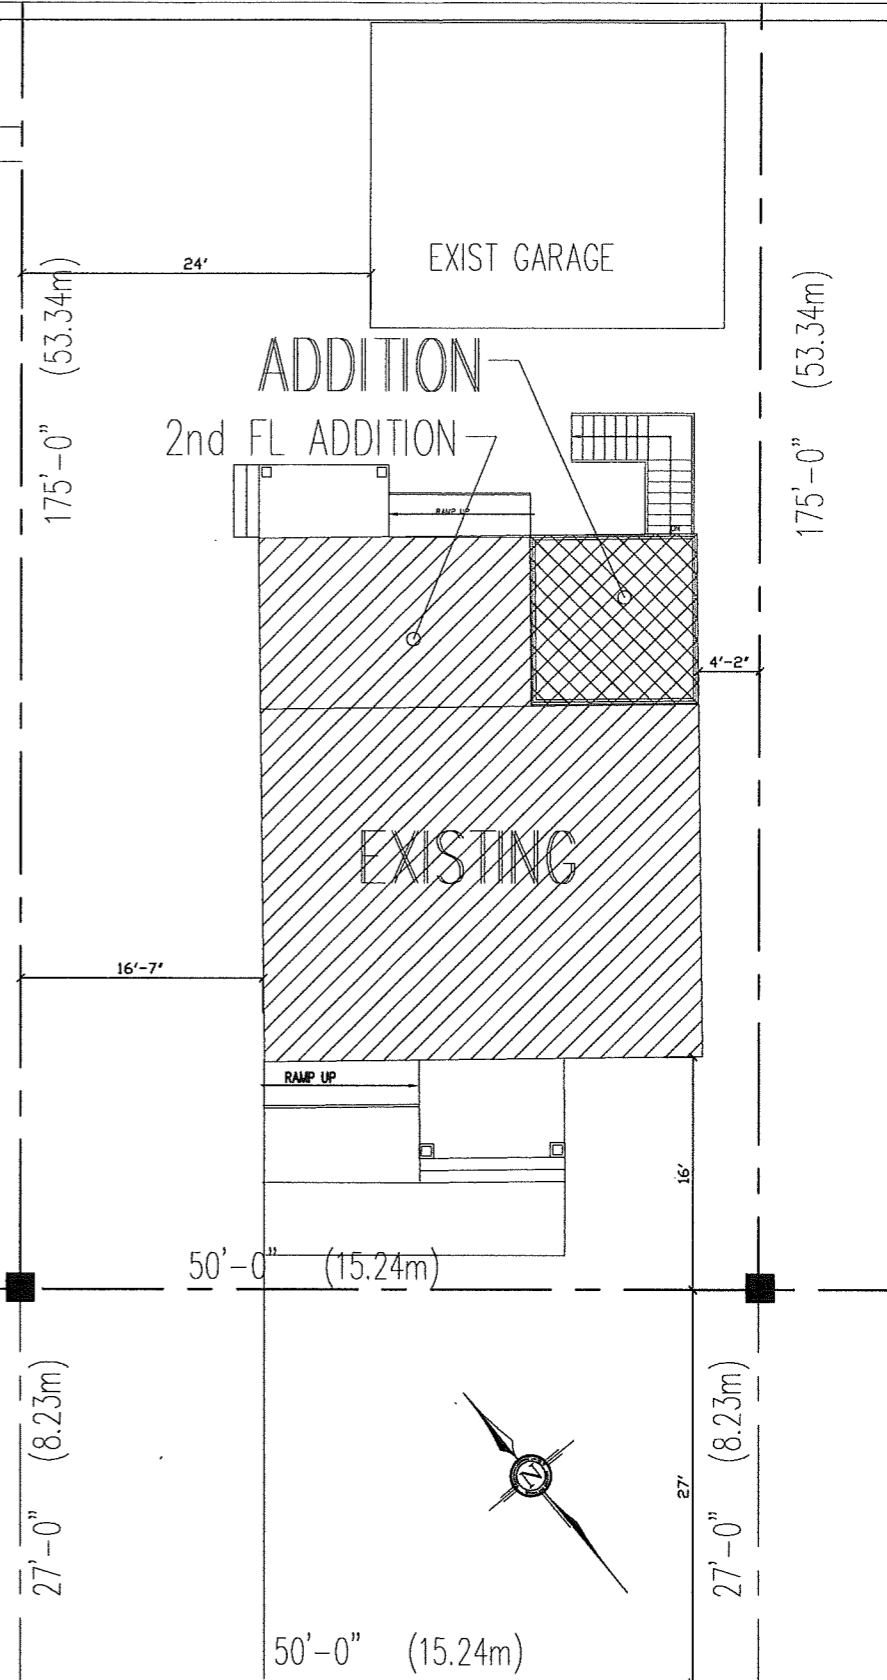 EXIST GARAGE
24'
175'-0" (53.34m)
175'-0" (53.34m)
ADDITION
2nd FL ADDITION
RAMP UP
DN
4'-2"
EXISTING
16'-7"
RAMP UP
16'
50'-0" (15.24m)
27'-0" (8.23m)
27'-0" (8.23m)
N
27'
50'-0" (15.24m)